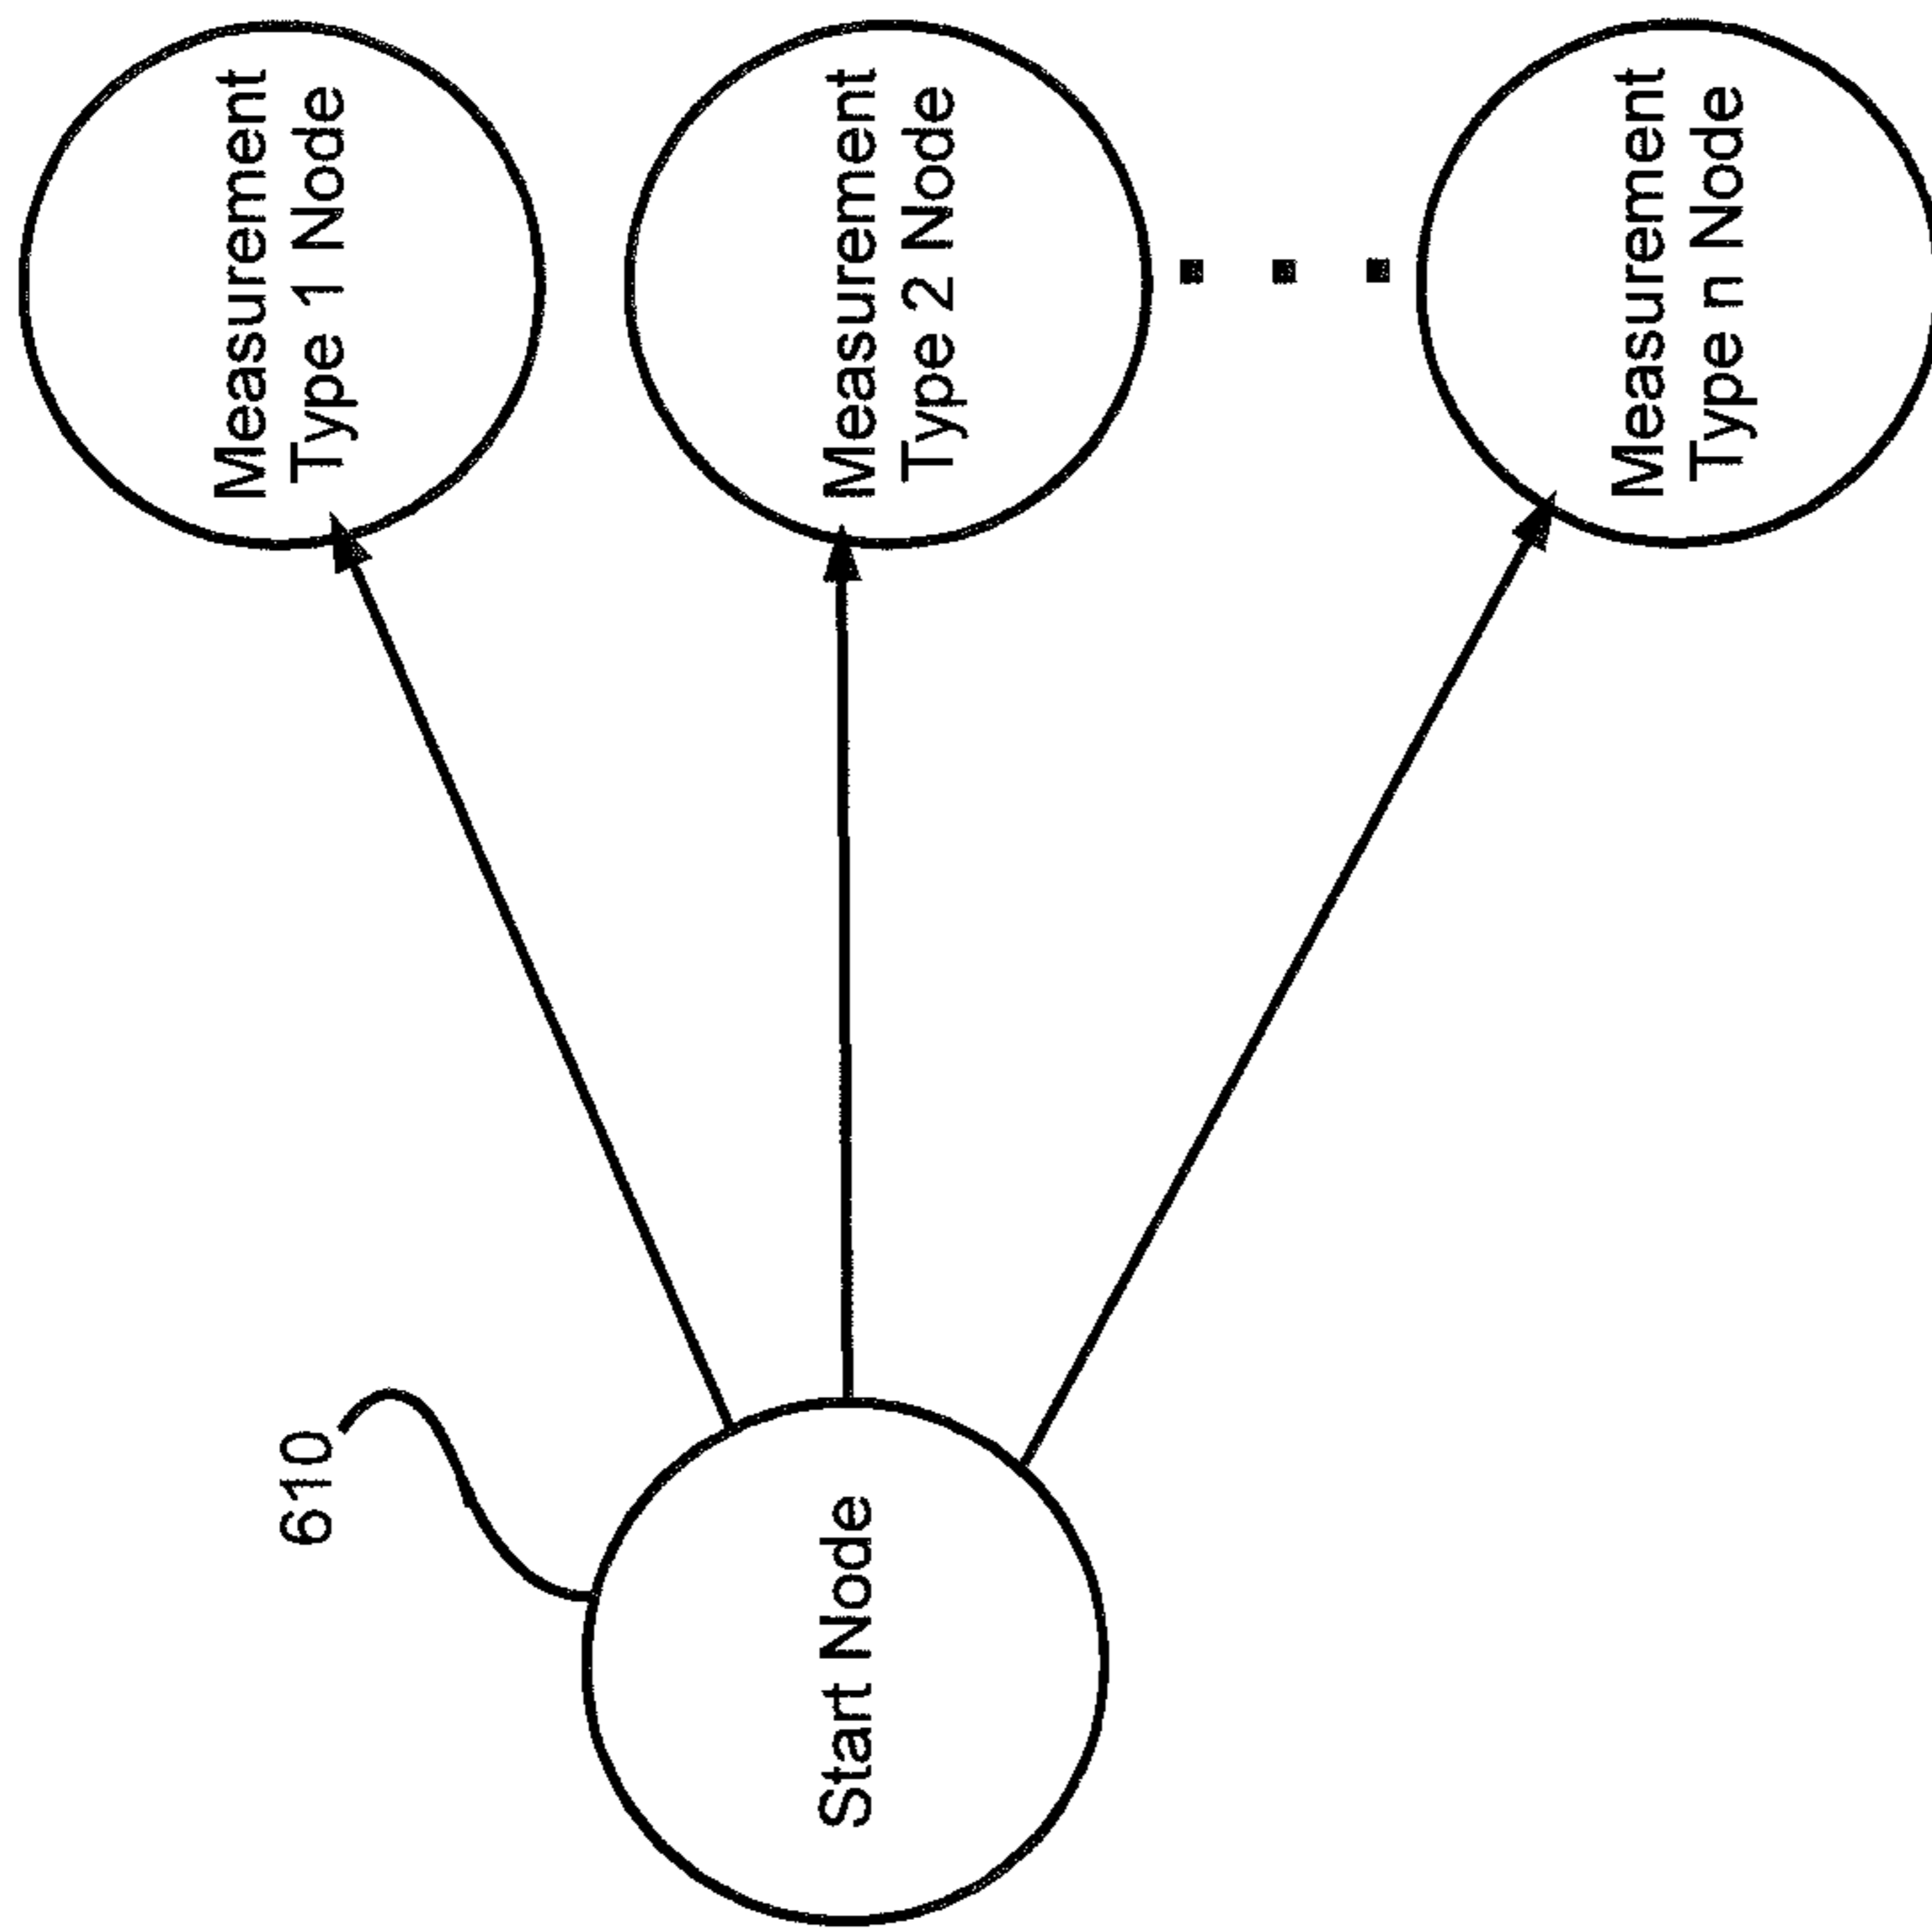 610
Start Node
Measurement
Type 1 Node
Measurement
Type 2 Node
Measurement
Type n Node